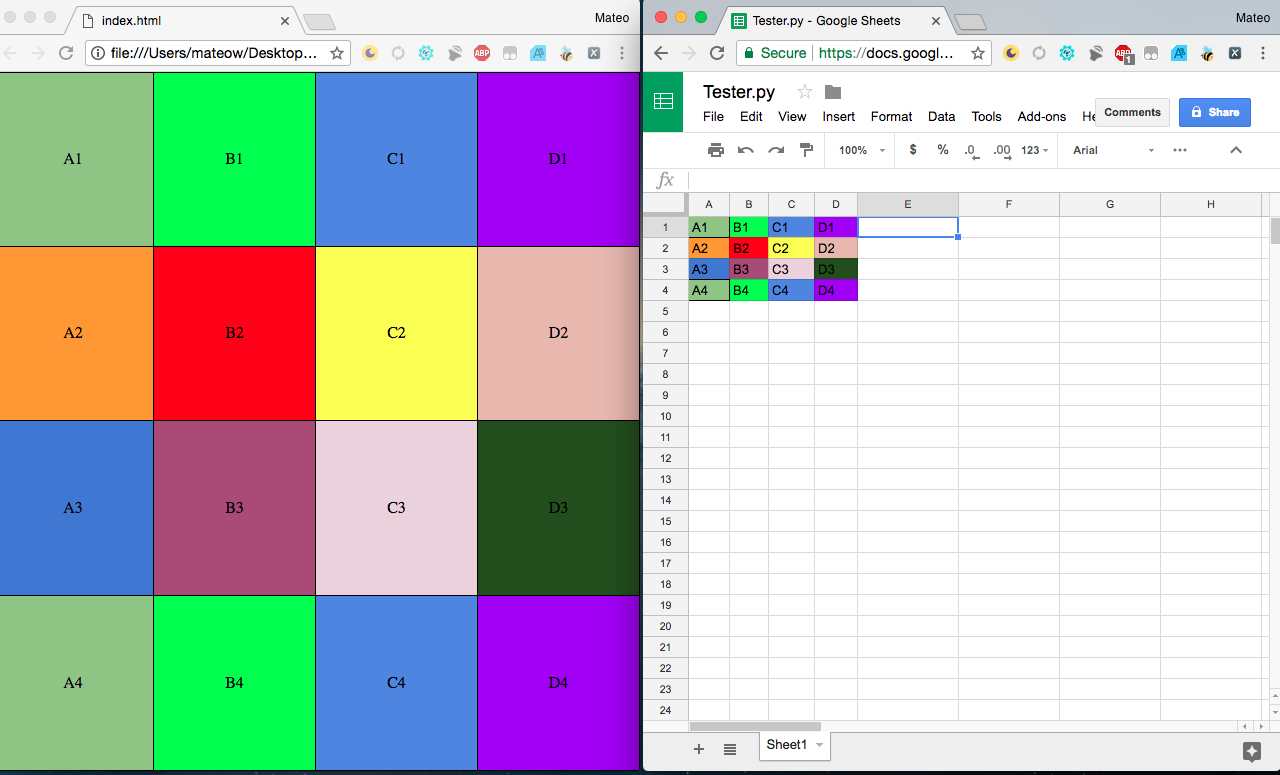 index.html
Mateo
file:///Users/mateow/Desktop...
ABP
A1 B1 C1 D1
A2 B2 C2 D2
A3 B3 C3 D3
A4 B4 C4 D4
Tester.py - Google Sheets
Mateo
Secure https://docs.googl...
ABP 1
Tester.py
File Edit View Insert Format Data Tools Add-ons He
Comments
Share
100% $ % .0 .00 123 Arial
fx
A B C D E F G H
1 A1 B1 C1 D1
2 A2 B2 C2 D2
3 A3 B3 C3 D3
4 A4 B4 C4 D4
5
6
7
8
9
10
11
12
13
14
15
16
17
18
19
20
21
22
23
24
Sheet1